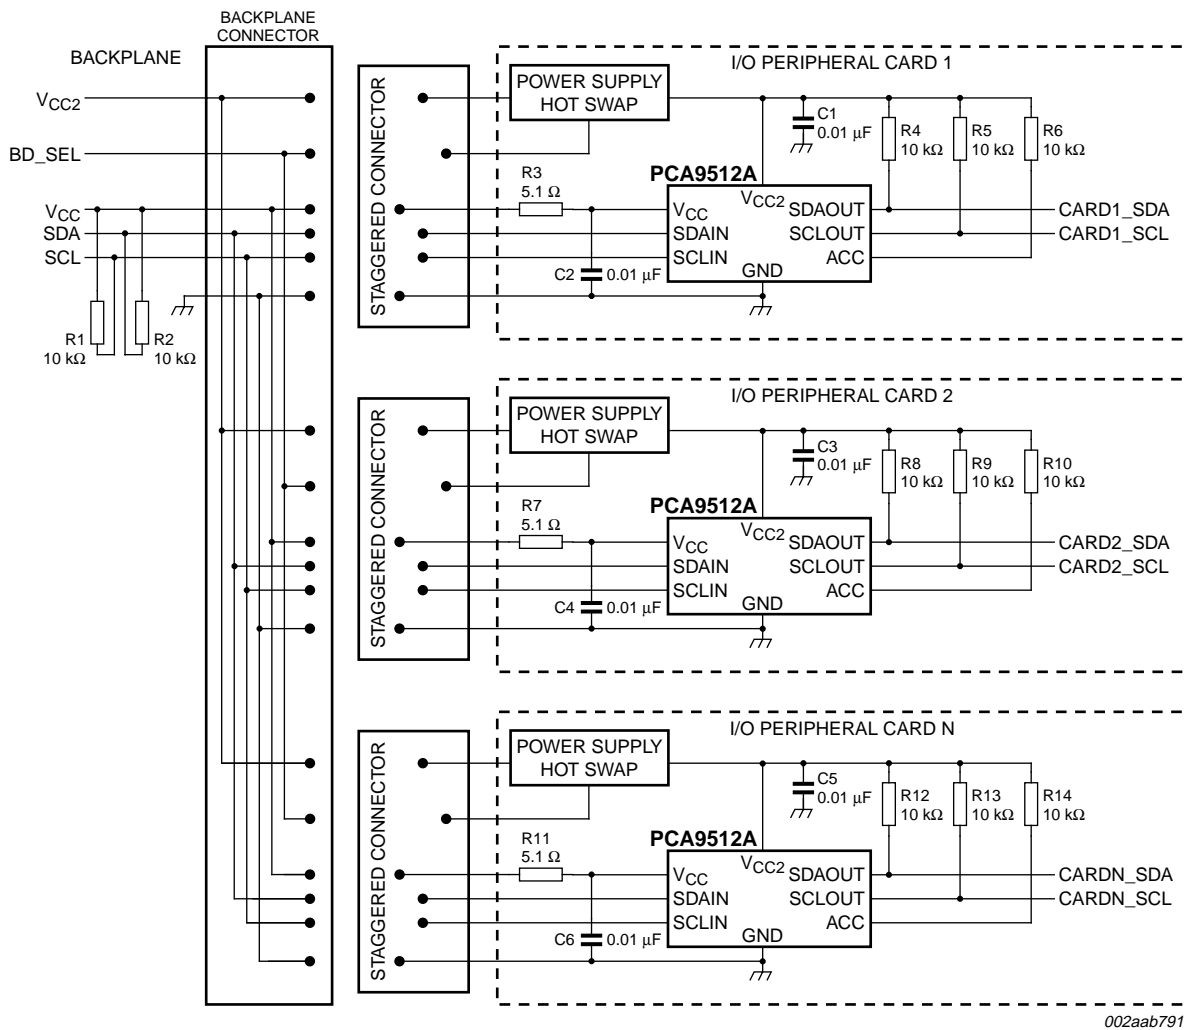 BACKPLANE
CONNECTOR
BACKPLANE
VCC2
BD_SEL
VCC
SDA
SCL
R1
10 kΩ
R2
10 kΩ
STAGGERED CONNECTOR
I/O PERIPHERAL CARD 1
POWER SUPPLY
HOT SWAP
C1
0.01 μF
R4
10 kΩ
R5
10 kΩ
R6
10 kΩ
R3
5.1 Ω
PCA9512A
VCC
VCC2
SDAOUT
SDAIN
SCLOUT
SCLIN
ACC
GND
C2
0.01 μF
CARD1_SDA
CARD1_SCL
STAGGERED CONNECTOR
I/O PERIPHERAL CARD 2
POWER SUPPLY
HOT SWAP
C3
0.01 μF
R8
10 kΩ
R9
10 kΩ
R10
10 kΩ
R7
5.1 Ω
PCA9512A
VCC
VCC2
SDAOUT
SDAIN
SCLOUT
SCLIN
ACC
GND
C4
0.01 μF
CARD2_SDA
CARD2_SCL
STAGGERED CONNECTOR
I/O PERIPHERAL CARD N
POWER SUPPLY
HOT SWAP
C5
0.01 μF
R12
10 kΩ
R13
10 kΩ
R14
10 kΩ
R11
5.1 Ω
PCA9512A
VCC
VCC2
SDAOUT
SDAIN
SCLOUT
SCLIN
ACC
GND
C6
0.01 μF
CARDN_SDA
CARDN_SCL
002aab791